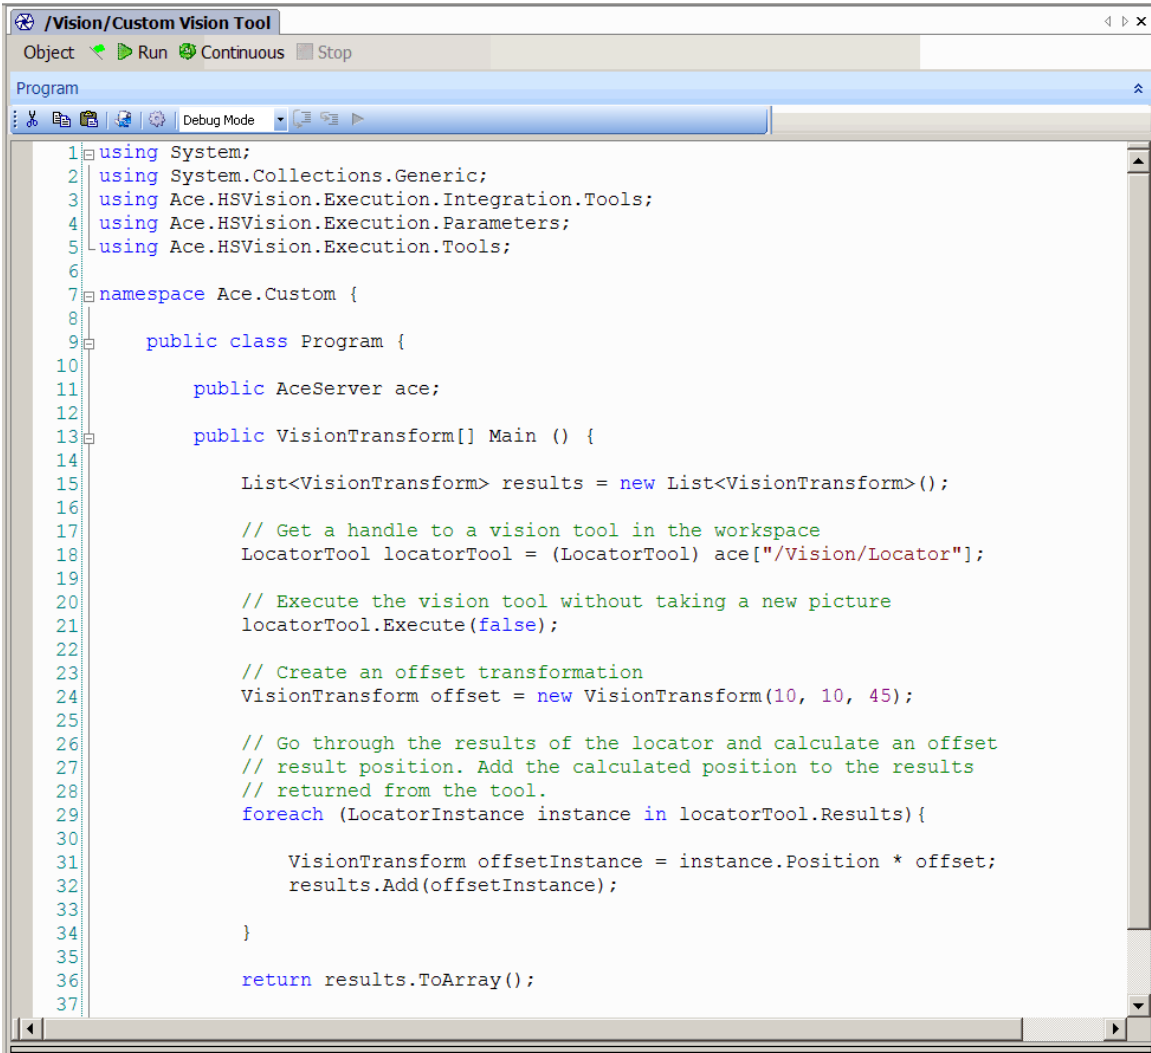 /Vision/Custom Vision Tool
Object Run Continuous Stop
Program
Debug Mode
1 using System;
2 using System.Collections.Generic;
3 using Ace.HSVision.Execution.Integration.Tools;
4 using Ace.HSVision.Execution.Parameters;
5 using Ace.HSVision.Execution.Tools;
6
7 namespace Ace.Custom {
8
9 public class Program {
10
11 public AceServer ace;
12
13 public VisionTransform[] Main () {
14
15 List<VisionTransform> results = new List<VisionTransform>();
16
17 // Get a handle to a vision tool in the workspace
18 LocatorTool locatorTool = (LocatorTool) ace["/Vision/Locator"];
19
20 // Execute the vision tool without taking a new picture
21 locatorTool.Execute(false);
22
23 // Create an offset transformation
24 VisionTransform offset = new VisionTransform(10, 10, 45);
25
26 // Go through the results of the locator and calculate an offset
27 // result position. Add the calculated position to the results
28 // returned from the tool.
29 foreach (LocatorInstance instance in locatorTool.Results){
30
31 VisionTransform offsetInstance = instance.Position * offset;
32 results.Add(offsetInstance);
33
34 }
35
36 return results.ToArray();
37